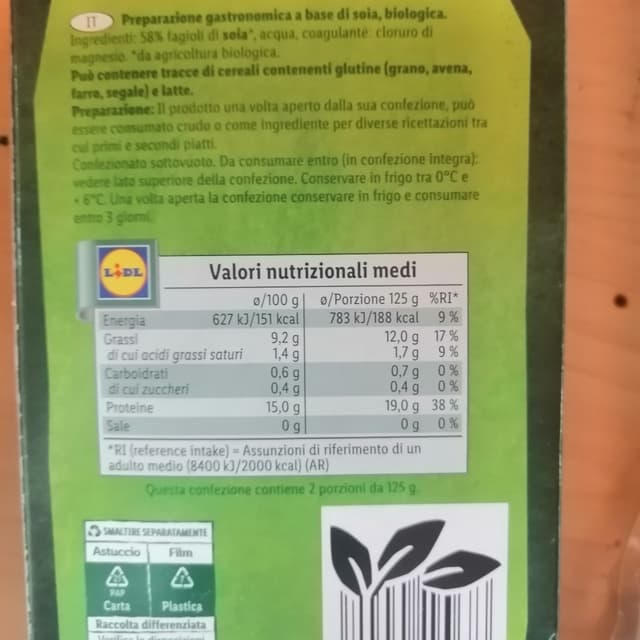 IT Preparazione gastronomica a base di soia, biologica.
Ingredienti: 58% fagioli di soia*, acqua, coagulante: cloruro di
magnesio. *da agricoltura biologica.
Può contenere tracce di cereali contenenti glutine (grano, avena,
farro, segale) e latte.
Preparazione: Il prodotto una volta aperto dalla sua confezione, può
essere consumato crudo o come ingrediente per diverse ricettazioni tra
cui primi e secondi piatti.
Confezionato sottovuoto. Da consumare entro (in confezione integra):
vedere lato superiore della confezione. Conservare in frigo tra 0°C e
+ 6°C. Una volta aperta la confezione conservare in frigo e consumare
entro 3 giorni.
LIDL
Valori nutrizionali medi
ø/100 g ø/Porzione 125 g %RI*
Energia 627 kJ/151 kcal 783 kJ/188 kcal 9 %
Grassi 9,2 g 12,0 g 17 %
di cui acidi grassi saturi 1,4 g 1,7 g 9 %
Carboidrati 0,6 g 0,7 g 0 %
di cui zuccheri 0,4 g 0,4 g 0 %
Proteine 15,0 g 19,0 g 38 %
Sale 0 g 0 g 0 %
*RI (reference intake) = Assunzioni di riferimento di un
adulto medio (8400 kJ/2000 kcal) (AR)
Questa confezione contiene 2 porzioni da 125 g.
SMALTIRE SEPARATAMENTE
Astuccio Film
PAP
Carta Plastica
Raccolta differenziata
Verifica le disposizioni